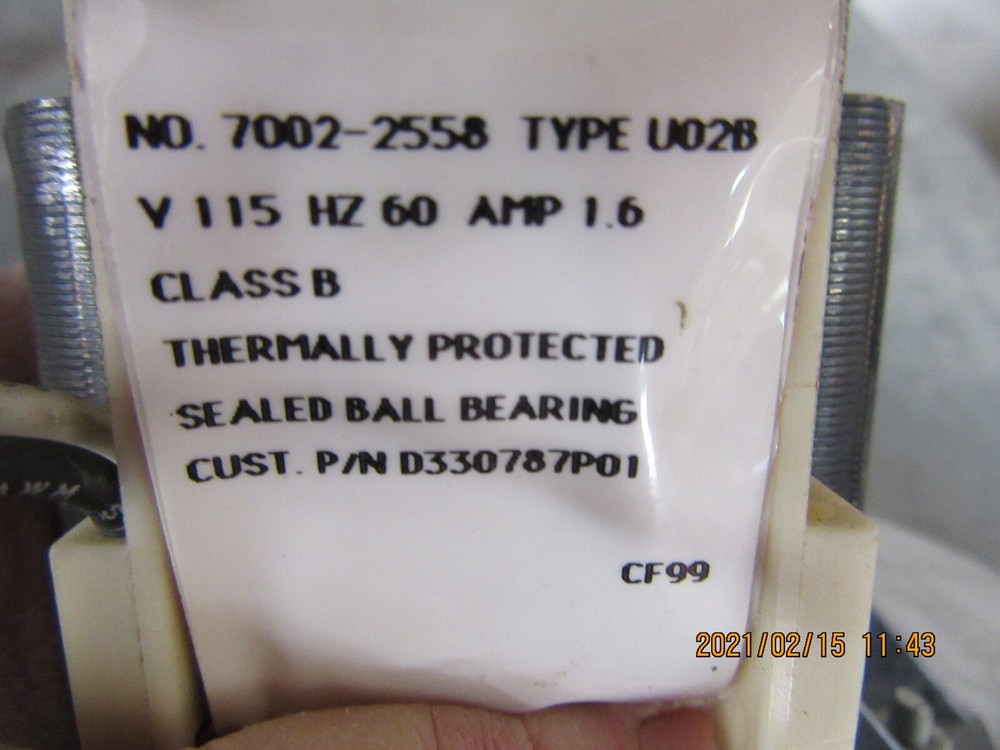 NO. 7002-2558 TYPE U02B
V 115 HZ 60 AMP 1.6
CLASS B
THERMALLY PROTECTED
SEALED BALL BEARING
CUST. P/N D330787P01
CF99
2021/02/15 11:43